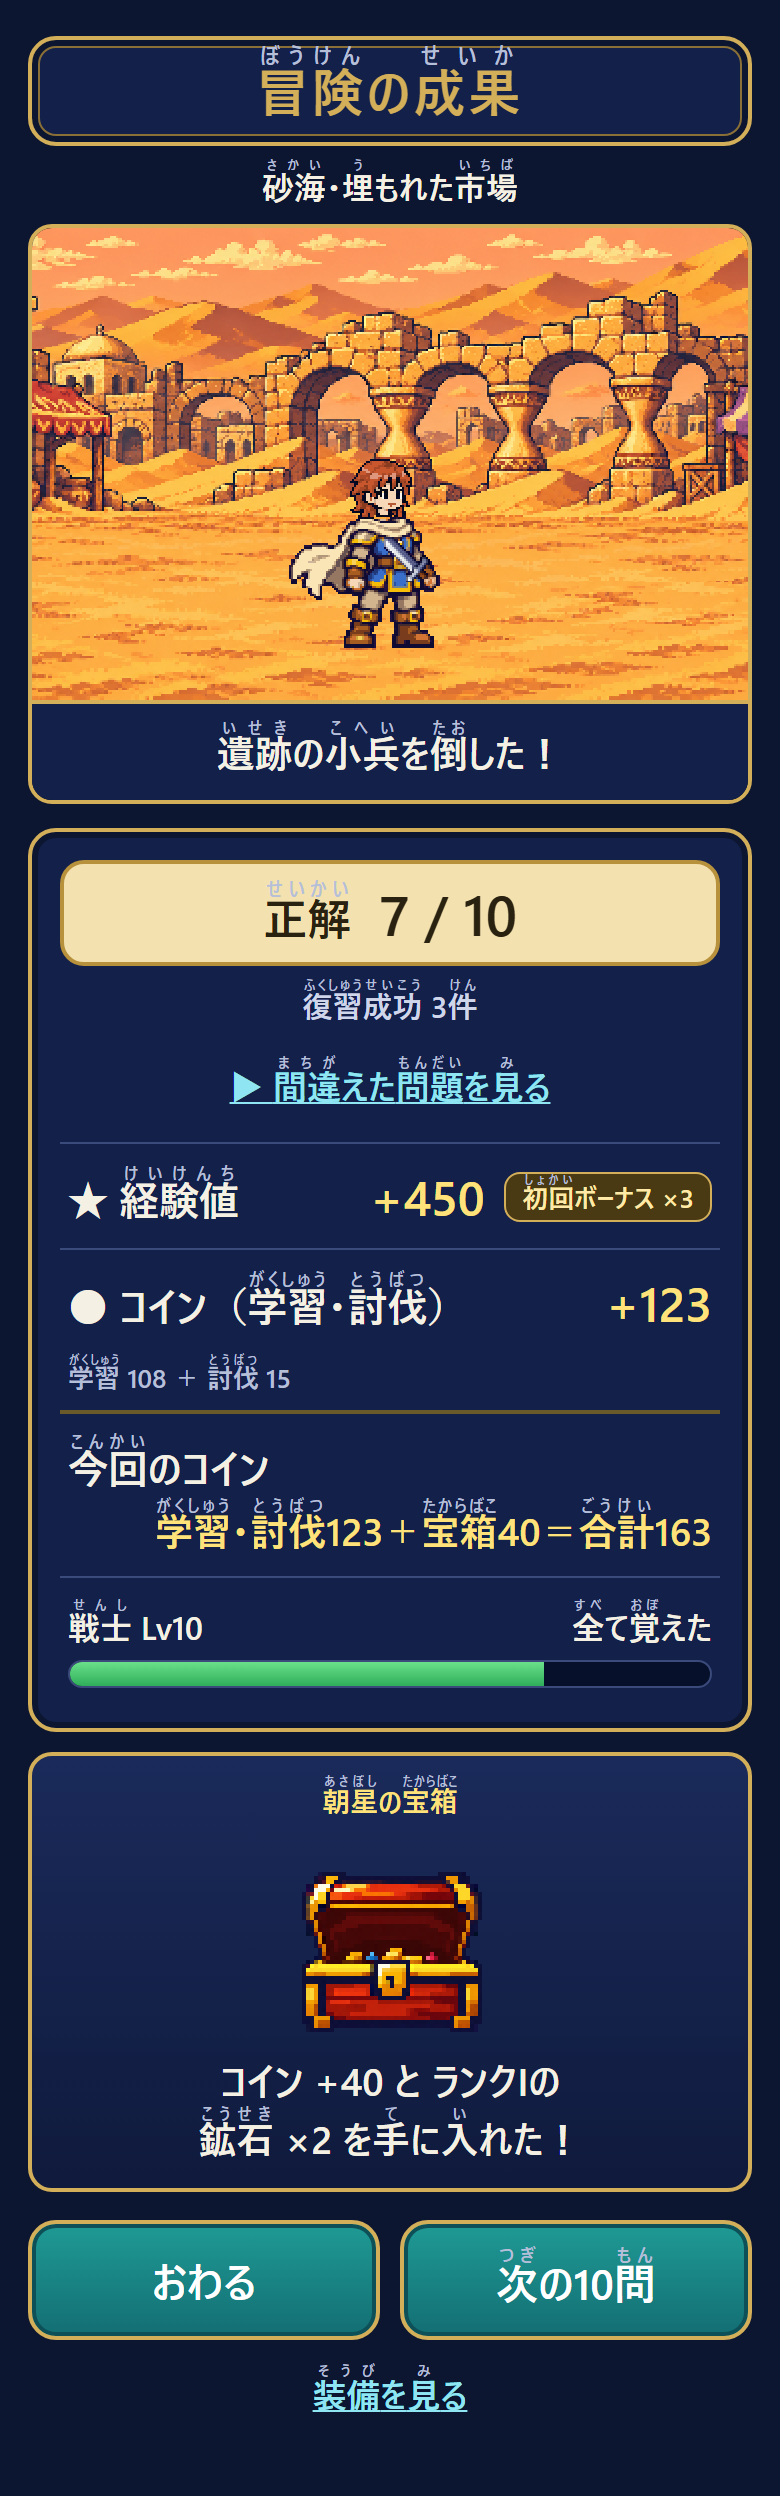 ぼうけん せいか
冒険の成果
さかい う いちば
砂海・埋もれた市場
いせき こへい たお
遺跡の小兵を倒した！
せいかい
正解 7 / 10
ふくしゅうせいこう けん
復習成功 3件
まちが もんだい み
▶ 間違えた問題を見る
けいけんち
★ 経験値 +450
しょかい
初回ボーナス ×3
がくしゅう とうばつ
● コイン（学習・討伐） +123
がくしゅう とうばつ
学習 108 ＋ 討伐 15
こんかい
今回のコイン
がくしゅう とうばつ たからばこ ごうけい
学習・討伐123＋宝箱40＝合計163
せんし すべ おぼ
戦士 Lv10 全て覚えた
あさぼし たからばこ
朝星の宝箱
コイン +40 と ランクIの
こうせき て い
鉱石 ×2 を手に入れた！
おわる
つぎ もん
次の10問
そうび み
装備を見る